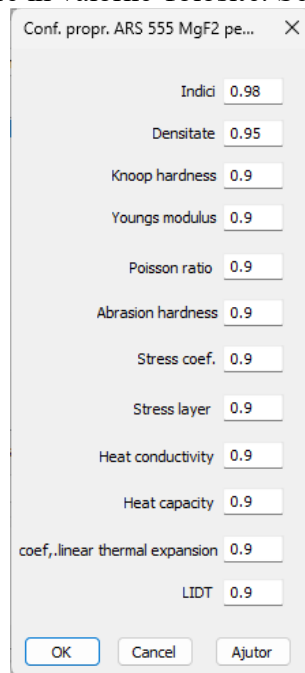 Conf. propr. ARS 555 MgF2 pe... ×
Indici 0.98
Densitate 0.95
Knoop hardness 0.9
Youngs modulus 0.9
Poisson ratio 0.9
Abrasion hardness 0.9
Stress coef. 0.9
Stress layer 0.9
Heat conductivity 0.9
Heat capacity 0.9
coef,.linear thermal expansion 0.9
LIDT 0.9
OK Cancel Ajutor